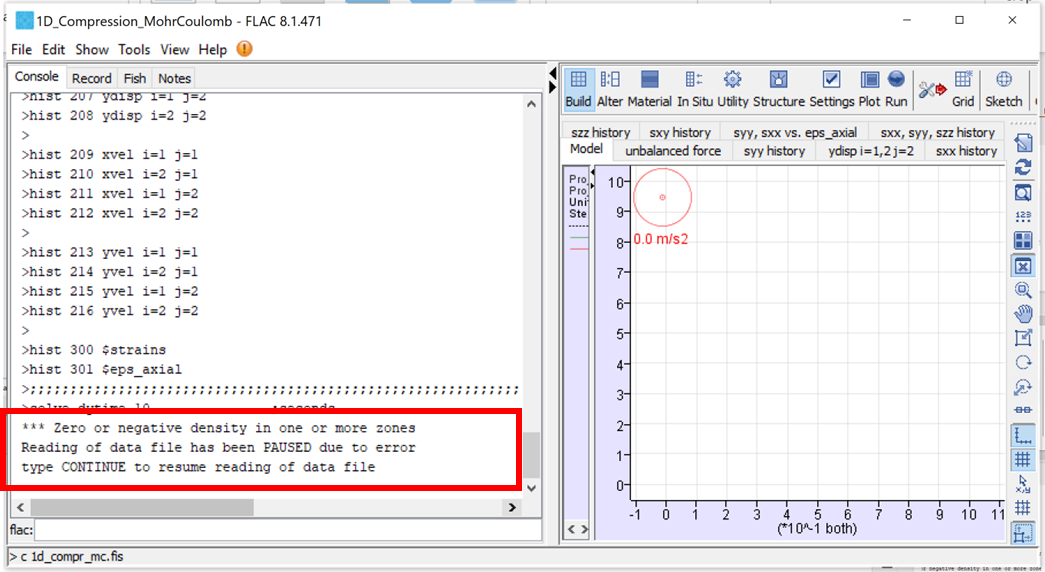 1D_Compression_MohrCoulomb - FLAC 8.1.471
File Edit Show Tools View Help
Console Record Fish Notes
>hist 207 ydisp i=1 j=2
>hist 208 ydisp i=2 j=2
>
>hist 209 xvel i=1 j=1
>hist 210 xvel i=2 j=1
>hist 211 xvel i=1 j=2
>hist 212 xvel i=2 j=2
>
>hist 213 yvel i=1 j=1
>hist 214 yvel i=2 j=1
>hist 215 yvel i=1 j=2
>hist 216 yvel i=2 j=2
>
>hist 300 $strains
>hist 301 $eps_axial
>;;;;;;;;;;;;;;;;;;;;;;;;;;;;;;;;;;;;;;;;;;;;;;;;;;;;;;;;;;;;;
>solve dytime 10 ;seconds
*** Zero or negative density in one or more zones
Reading of data file has been PAUSED due to error
type CONTINUE to resume reading of data file
flac:
> c 1d_compr_mc.fis
Build Alter Material In Situ Utility Structure Settings Plot Run Grid Sketch
szz history sxy history syy, sxx vs. eps_axial sxx, syy, szz history
Model unbalanced force syy history ydisp i=1,2 j=2 sxx history
Pro
Pro
Uni
Ste
10
9
8
7
6
5
4
3
2
1
0
0.0 m/s2
-1 0 1 2 3 4 5 6 7 8 9 10 11
(*10^-1 both)
123
x,y